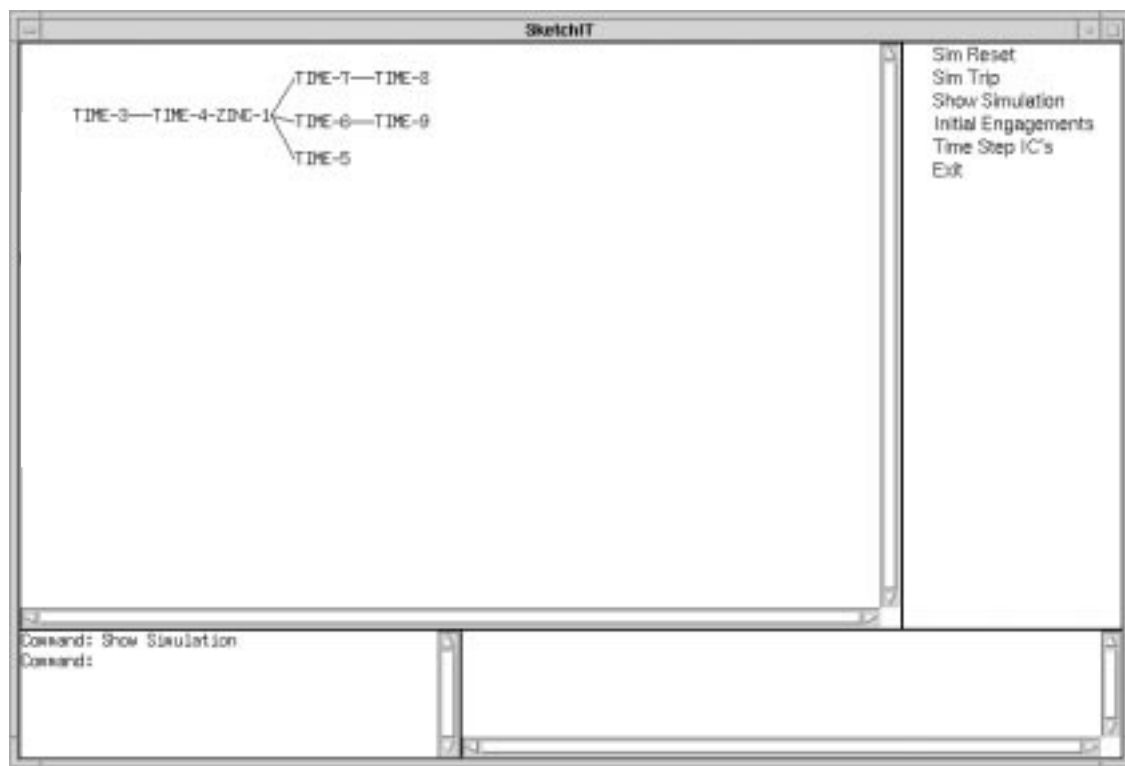 SketchIT
TIME-7—TIME-8
TIME-3—TIME-4-ZING-1
TIME-6—TIME-9
TIME-5
Sim Reset
Sim Trip
Show Simulation
Initial Engagements
Time Step IC's
Exit
Command: Show Simulation
Command: